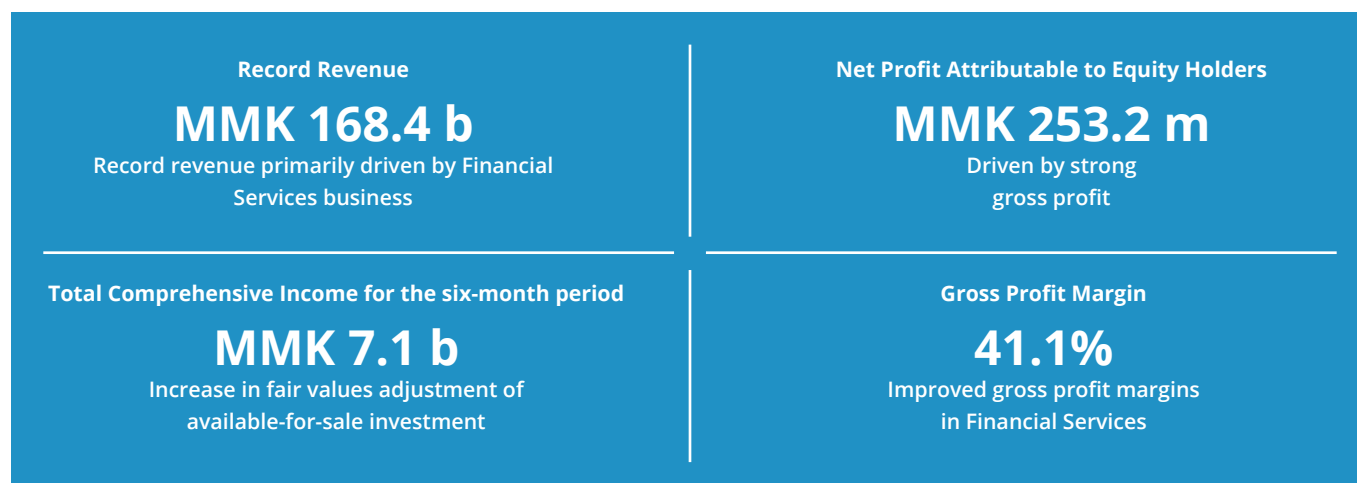 Record Revenue
MMK 168.4 b
Record revenue primarily driven by Financial
Services business
Net Profit Attributable to Equity Holders
MMK 253.2 m
Driven by strong
gross profit
Total Comprehensive Income for the six-month period
MMK 7.1 b
Increase in fair values adjustment of
available-for-sale investment
Gross Profit Margin
41.1%
Improved gross profit margins
in Financial Services